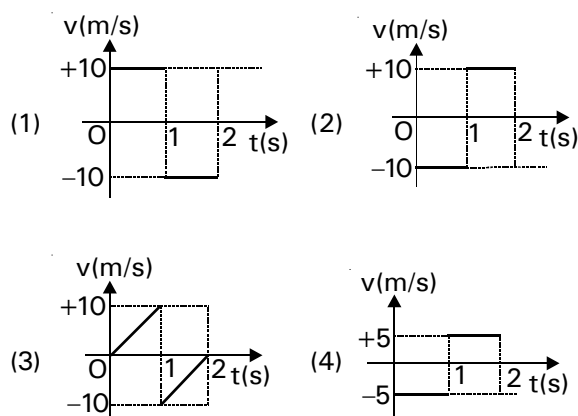 v(m/s)
+10
(1)
O
1
2
t(s)
−10
v(m/s)
+10
(2)
O
1
2
t(s)
−10
v(m/s)
+10
(3)
O
1
2
t(s)
−10
v(m/s)
+5
(4)
1
2
t(s)
−5